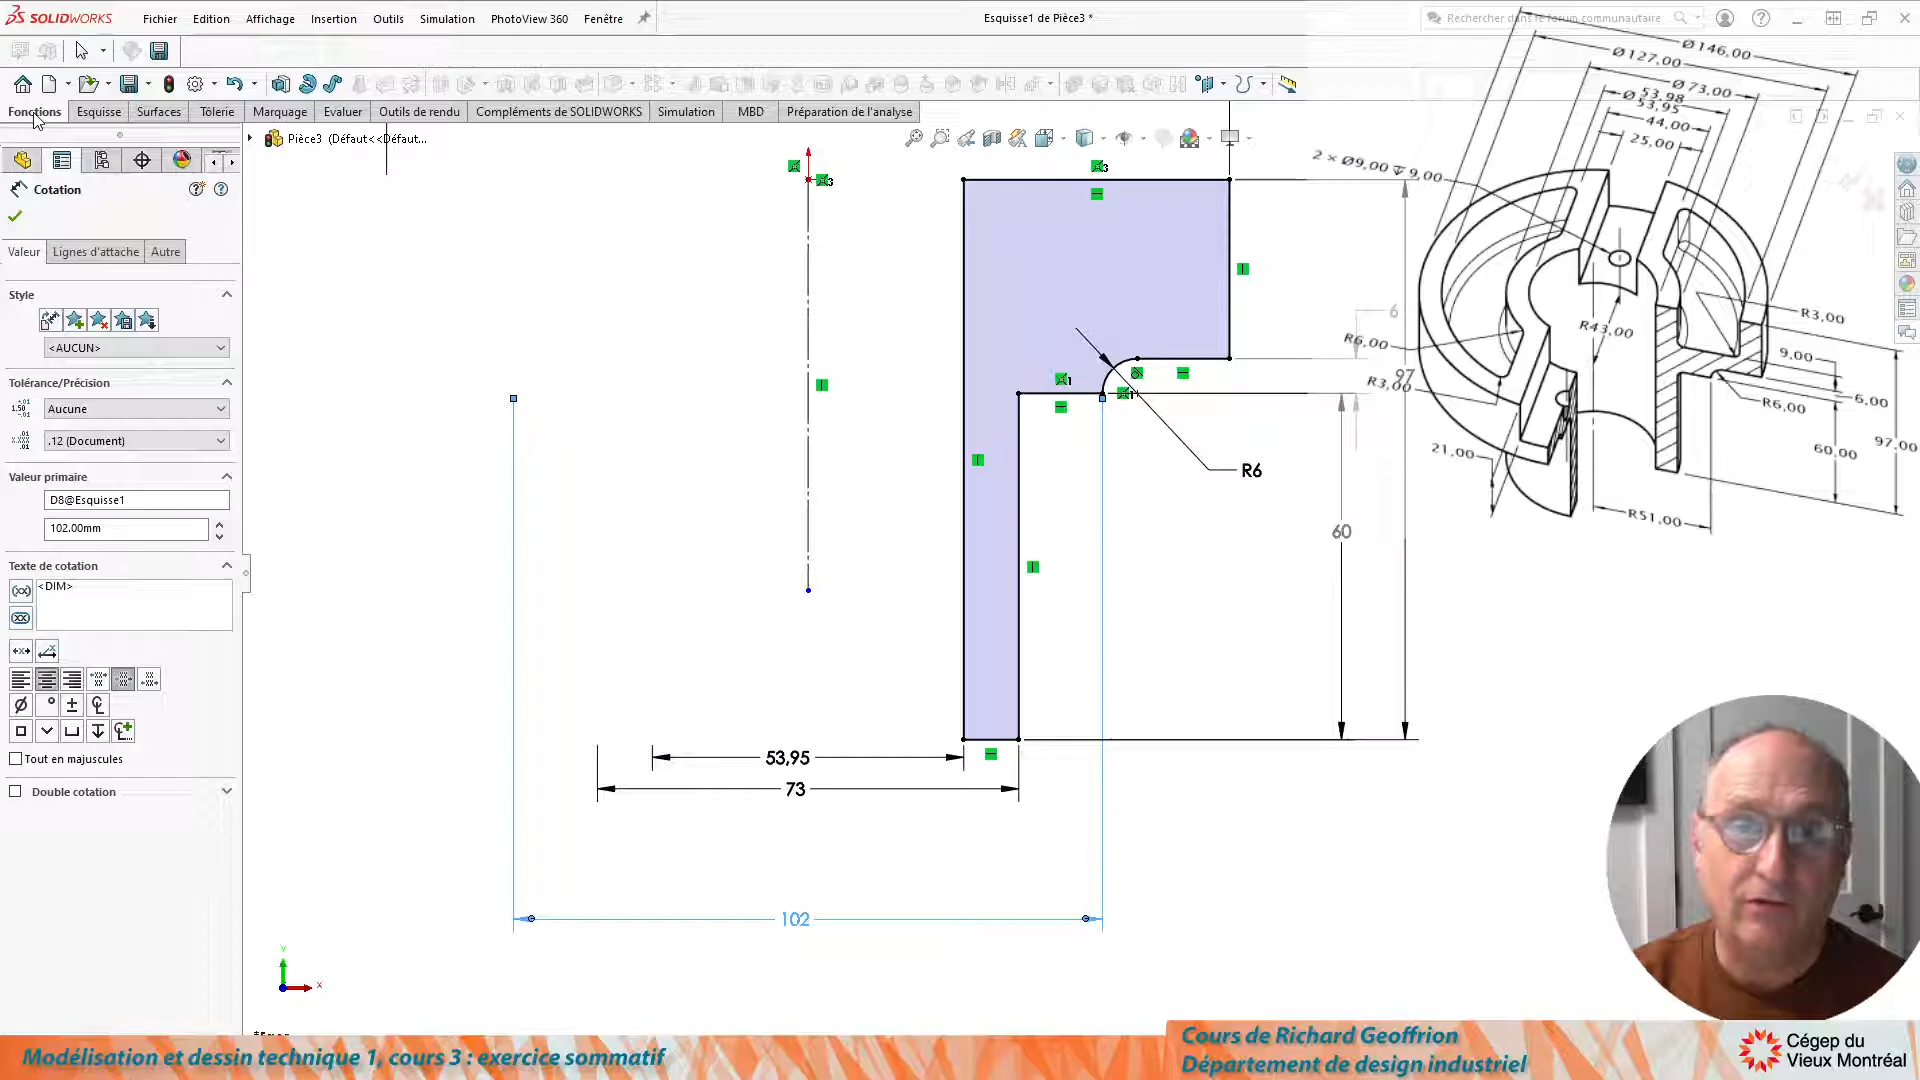 SOLIDWORKS
Fichier Edition Affichage Insertion Outils Simulation PhotoView 360 Fenêtre
Esquisse1 de Pièce3 *
Rechercher dans le forum communautaire
Fonctions Esquisse Surfaces Tôlerie Marquage Evaluer Outils de rendu Compléments de SOLIDWORKS Simulation MBD Préparation de l'analyse
Pièce3 (Défaut<<Défaut...
Cotation
Valeur Lignes d'attache Autre
Style
<AUCUN>
Tolérance/Précision
Aucune
.12 (Document)
Valeur primaire
D8@Esquisse1
102.00mm
Texte de cotation
<DIM>
Tout en majuscules
Double cotation
3
3
1
1
R6
6
97
60
53,95
73
102
Y
X
Ø146,00
Ø127,00
Ø73,00
Ø53,98
53,95
44,00
25,00
2 × Ø9,00 ↧ 9,00
R3,00
R43,00
R6,00
9,00
R3,00
R6,00
6,00
97,00
60,00
21,00
R51,00
Modélisation et dessin technique 1, cours 3 : exercice sommatif
Cours de Richard Geoffrion
Département de design industriel
Cégep du
Vieux Montréal